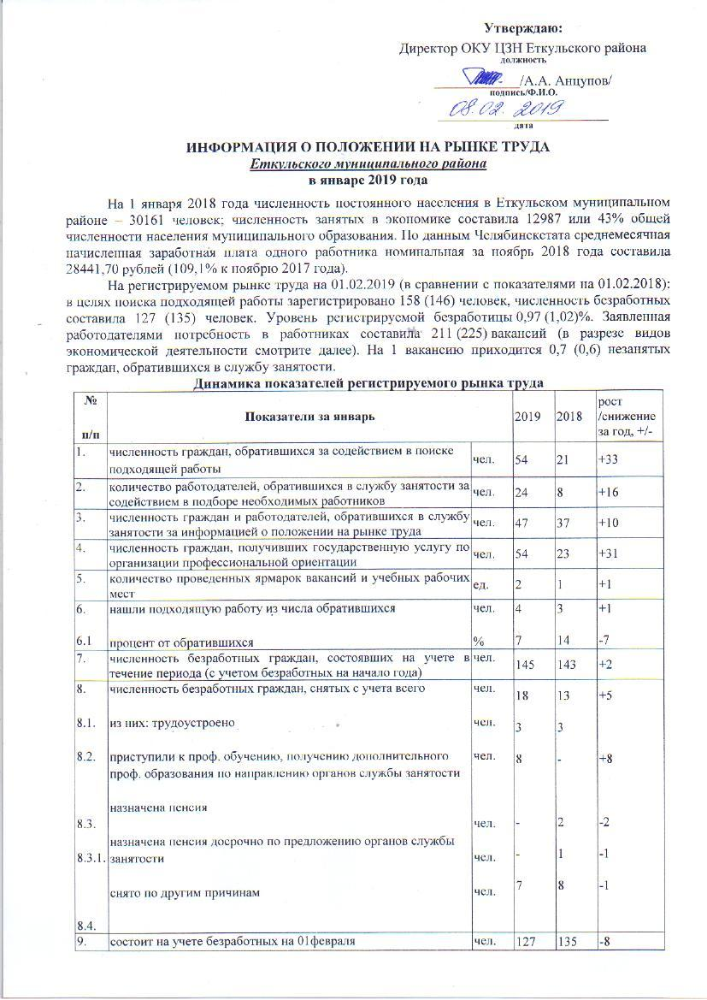 Утверждаю:
Директор ОКУ ЦЗН Еткульского района
должность
/А.А. Анцупов/
подпись/Ф.И.О.
08.02. 2019
дата
ИНФОРМАЦИЯ О ПОЛОЖЕНИИ НА РЫНКЕ ТРУДА
Еткульского муниципального района
в январе 2019 года
На 1 января 2018 года численность постоянного населения в Еткульском муниципальном
районе – 30161 человек; численность занятых в экономике составила 12987 или 43% общей
численности населения муниципального образования. По данным Челябинскстата среднемесячная
начисленная заработная плата одного работника номинальная за ноябрь 2018 года составила
28441,70 рублей (109,1% к ноябрю 2017 года).
На регистрируемом рынке труда на 01.02.2019 (в сравнении с показателями на 01.02.2018):
в целях поиска подходящей работы зарегистрировано 158 (146) человек, численность безработных
составила 127 (135) человек. Уровень регистрируемой безработицы 0,97 (1,02)%. Заявленная
работодателями потребность в работниках составила 211 (225) вакансий (в разрезе видов
экономической деятельности смотрите далее). На 1 вакансию приходится 0,7 (0,6) незанятых
граждан, обратившихся в службу занятости.
Динамика показателей регистрируемого рынка труда
№ п/п Показатели за январь 2019 2018 рост /снижение за год, +/-
1. численность граждан, обратившихся за содействием в поиске
подходящей работы чел. 54 21 +33
2. количество работодателей, обратившихся в службу занятости за
содействием в подборе необходимых работников чел. 24 8 +16
3. численность граждан и работодателей, обратившихся в службу
занятости за информацией о положении на рынке труда чел. 47 37 +10
4. численность граждан, получивших государственную услугу по
организации профессиональной ориентации чел. 54 23 +31
5. количество проведенных ярмарок вакансий и учебных рабочих
мест ед. 2 1 +1
6. нашли подходящую работу из числа обратившихся чел. 4 3 +1
6.1 процент от обратившихся % 7 14 -7
7. численность безработных граждан, состоявших на учете в
течение периода (с учетом безработных на начало года) чел. 145 143 +2
8. численность безработных граждан, снятых с учета всего чел. 18 13 +5
8.1. из них: трудоустроено чел. 3 3
8.2. приступили к проф. обучению, получению дополнительного чел. 8 - +8
проф. образования по направлению органов службы занятости
назначена пенсия
8.3. чел. - 2 -2
назначена пенсия досрочно по предложению органов службы
8.3.1. занятости чел. - 1 -1
снято по другим причинам чел. 7 8 -1
8.4.
9. состоит на учете безработных на 01февраля чел. 127 135 -8